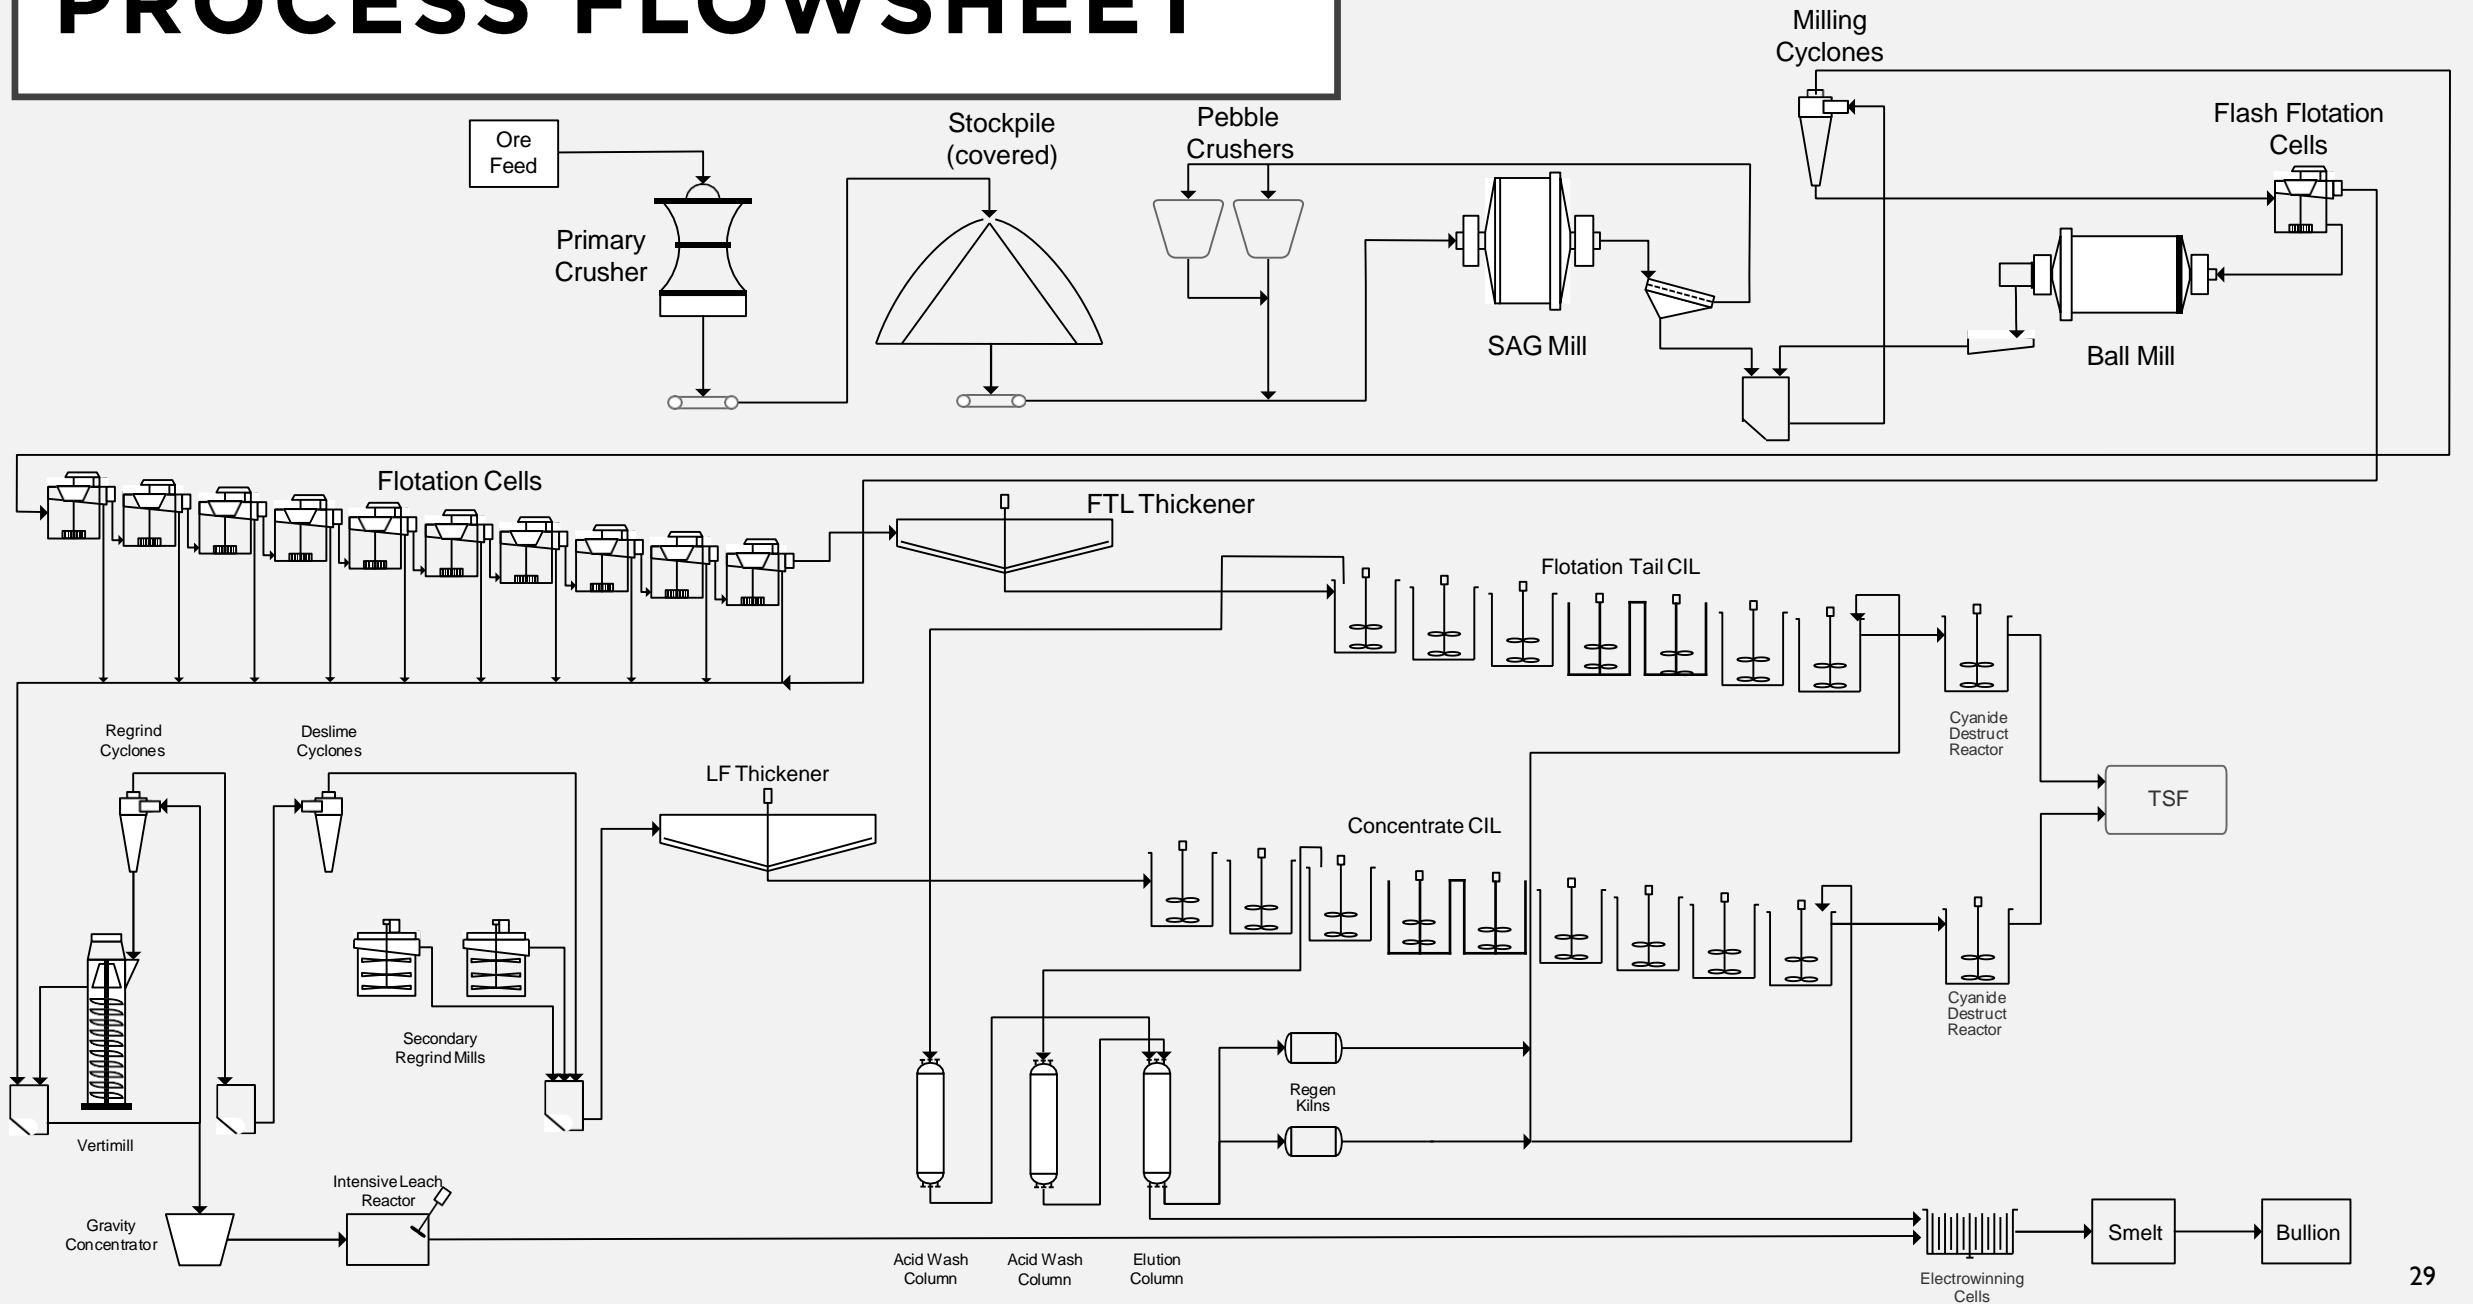 PROCESS FLOWSHEET
Milling
Cyclones
Flash Flotation
Cells
Ore
Feed
Stockpile
(covered)
Pebble
Crushers
Primary
Crusher
SAG Mill
Ball Mill
Flotation Cells
FTL Thickener
Flotation Tail CIL
Cyanide
Destruct
Reactor
Regrind
Cyclones
Deslime
Cyclones
LF Thickener
TSF
Concentrate CIL
Cyanide
Destruct
Reactor
Secondary
Regrind Mills
Regen
Kilns
Vertimill
Intensive Leach
Reactor
Gravity
Concentrator
Acid Wash
Column
Acid Wash
Column
Elution
Column
Electrowinning
Cells
Smelt
Bullion
29